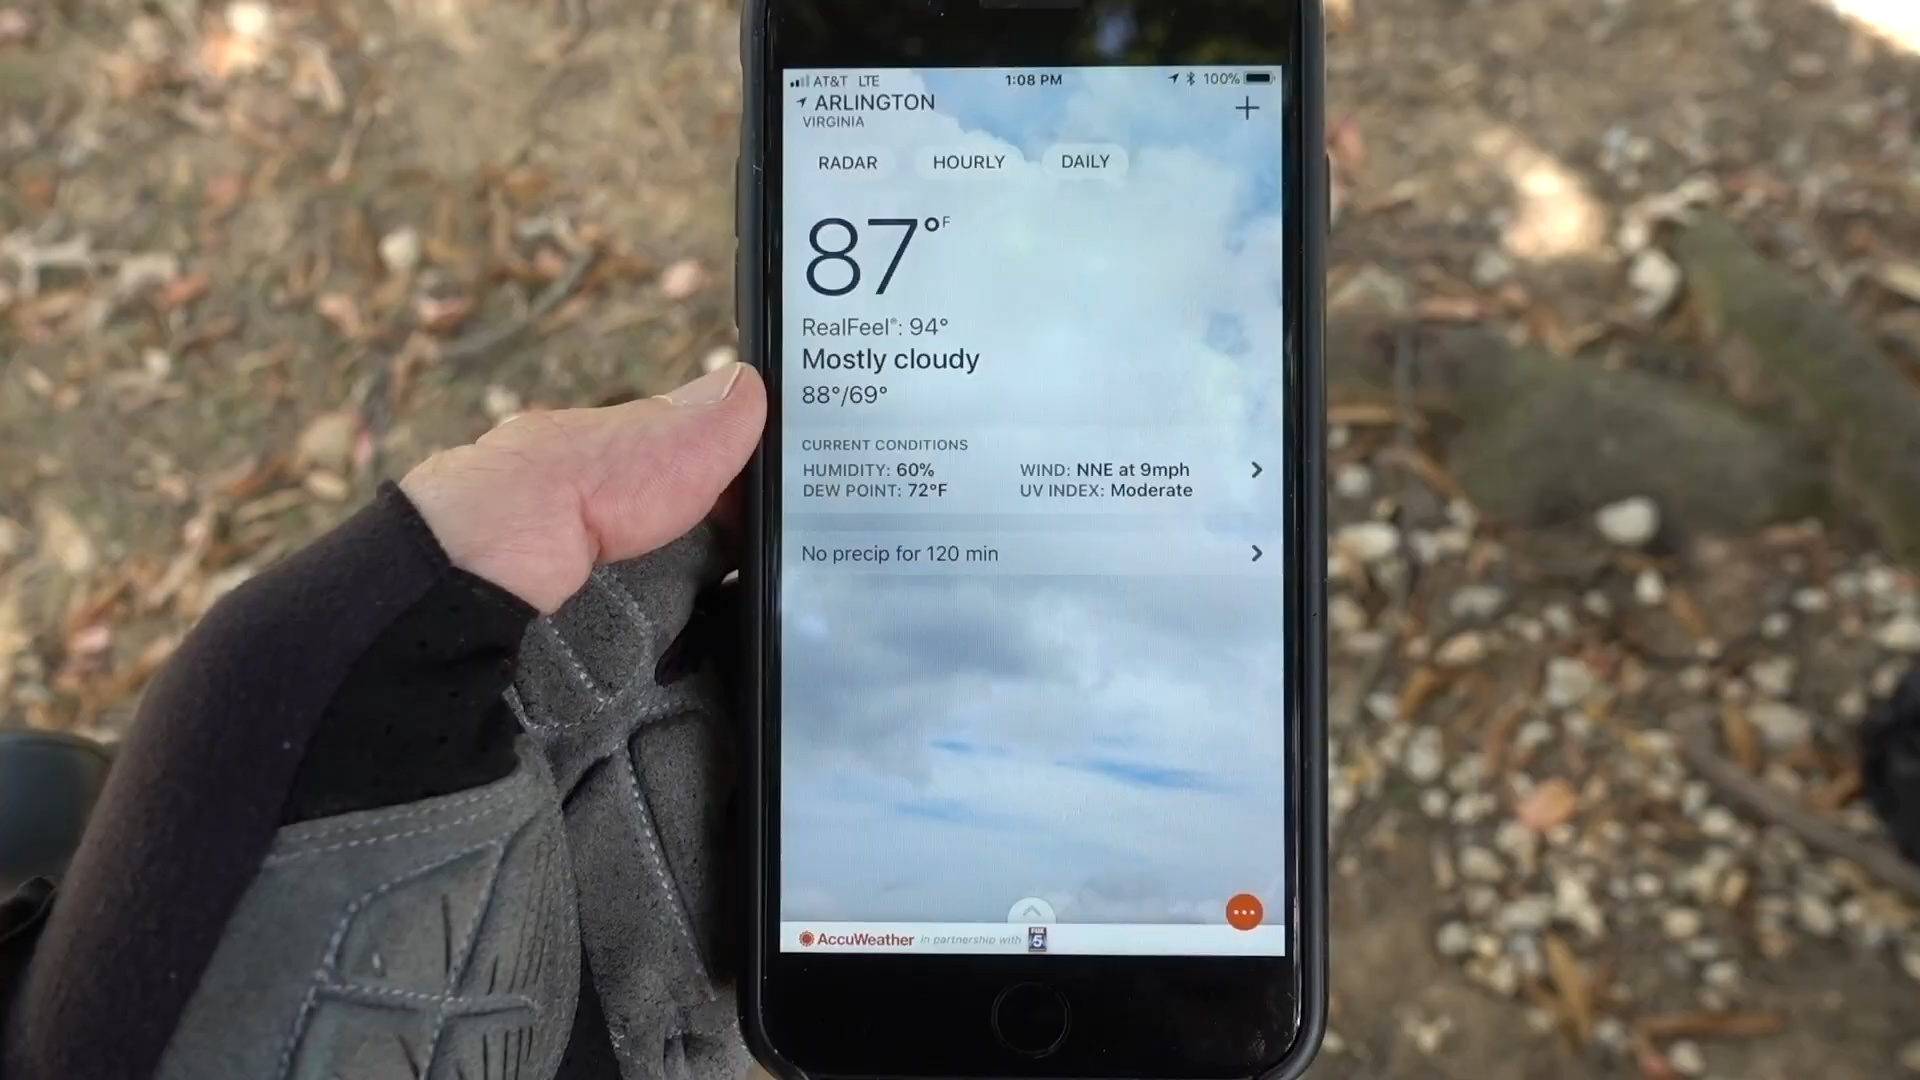 AT&T LTE 1:08 PM 100%
ARLINGTON
VIRGINIA
RADAR HOURLY DAILY
87°F
RealFeel®: 94°
Mostly cloudy
88°/69°
CURRENT CONDITIONS
HUMIDITY: 60% WIND: NNE at 9mph
DEW POINT: 72°F UV INDEX: Moderate
No precip for 120 min
AccuWeather in partnership with FOX 5